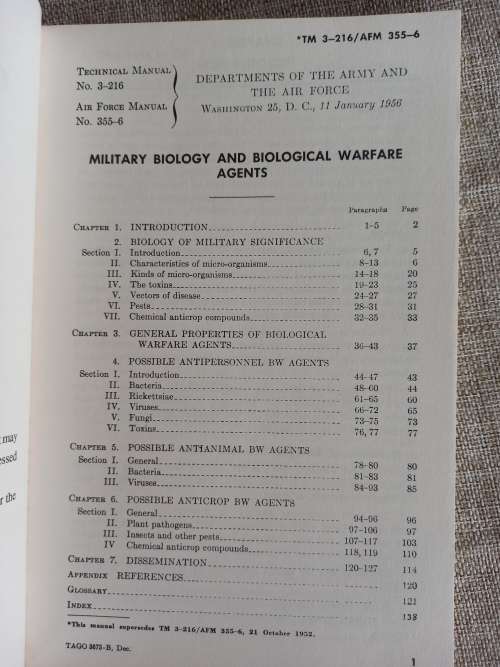 *TM 3–216/AFM 355–6
TECHNICAL MANUAL
No. 3–216
AIR FORCE MANUAL
No. 355–6
DEPARTMENTS OF THE ARMY AND
THE AIR FORCE
WASHINGTON 25, D. C., 11 January 1956
MILITARY BIOLOGY AND BIOLOGICAL WARFARE
AGENTS
Paragraphs Page
CHAPTER 1. INTRODUCTION 1–5 2
2. BIOLOGY OF MILITARY SIGNIFICANCE
Section I. Introduction 6, 7 5
II. Characteristics of micro-organisms 8–13 6
III. Kinds of micro-organisms 14–18 20
IV. The toxins 19–23 25
V. Vectors of disease 24–27 27
VI. Pests 28–31 31
VII. Chemical anticrop compounds 32–35 33
CHAPTER 3. GENERAL PROPERTIES OF BIOLOGICAL
WARFARE AGENTS 36–43 37
4. POSSIBLE ANTIPERSONNEL BW AGENTS
Section I. Introduction 44–47 43
II. Bacteria 48–60 44
III. Rickettsiae 61–65 60
IV. Viruses 66–72 65
V. Fungi 73–75 73
VI. Toxins 76, 77 77
CHAPTER 5. POSSIBLE ANTIANIMAL BW AGENTS
Section I. General 78–80 80
II. Bacteria 81–83 81
III. Viruses 84–93 85
CHAPTER 6. POSSIBLE ANTICROP BW AGENTS
Section I. General 94–96 96
II. Plant pathogens 97–106 97
III. Insects and other pests 107–117 103
IV Chemical anticrop compounds 118, 119 110
CHAPTER 7. DISSEMINATION 120–127 114
APPENDIX REFERENCES 120
GLOSSARY 121
INDEX 138
*This manual supersedes TM 3–216/AFM 355–6, 21 October 1952.
TAGO 3673–B, Dec.
1
may
essed
r the